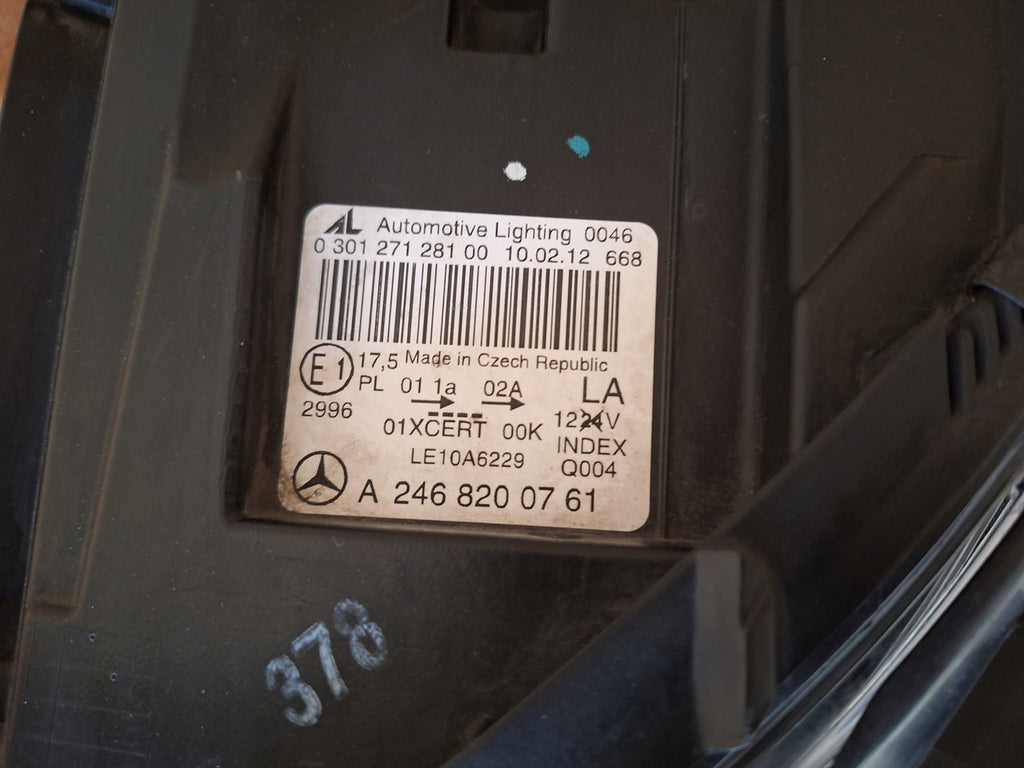 AL Automotive Lighting 0046
0 301 271 281 00 10.02.12 668
E1 17,5 Made in Czech Republic
PL 01 1a 02A LA
2996 01XCERT 00K 1224V
LE10A6229 INDEX
Q004
A 246 820 07 61
378